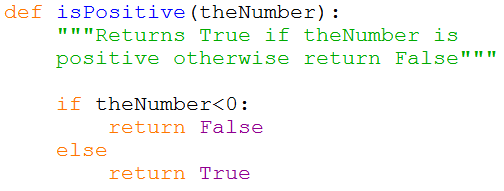 def isPositive(theNumber):
    """Returns True if theNumber is
    positive otherwise return False"""

    if theNumber<0:
        return False
    else
        return True